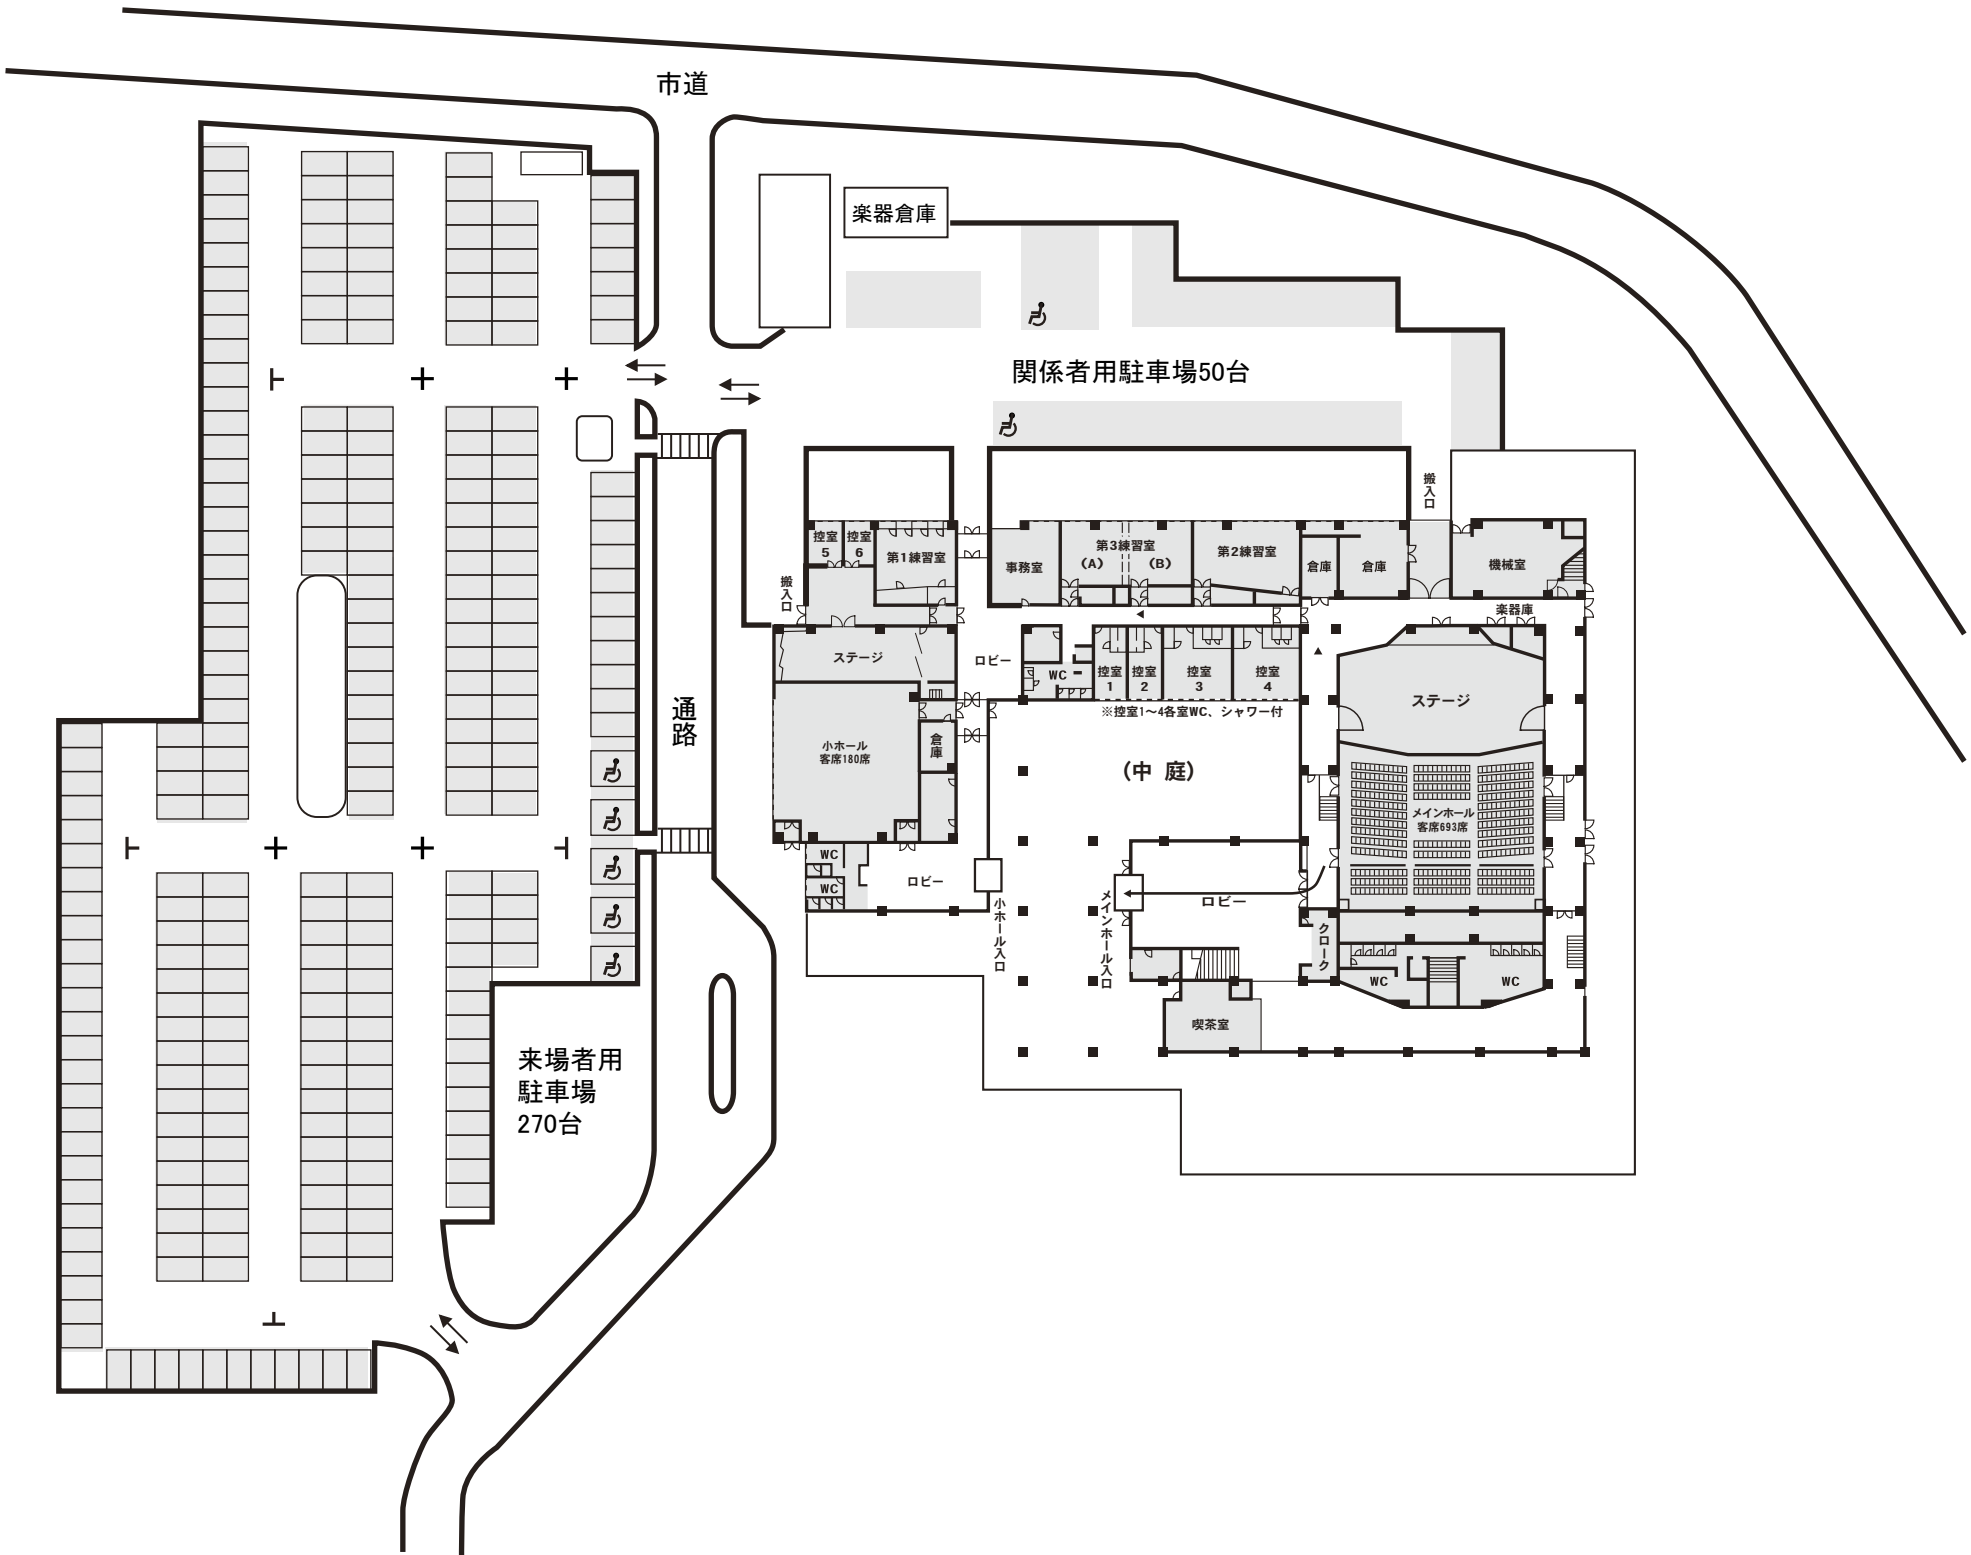 市道
楽器倉庫
関係者用駐車場50台
搬入口
控室
5
控室
6
第1練習室
事務室
第3練習室
(A)
(B)
第2練習室
倉庫
倉庫
機械室
搬入口
楽器庫
ステージ
ロビー
WC
控室
1
控室
2
控室
3
控室
4
※控室1～4各室WC、シャワー付
ステージ
通路
小ホール
客席180席
倉庫
(中 庭)
メインホール
客席693席
WC
WC
ロビー
小ホール入口
メインホール入口
ロビー
クローク
WC
WC
喫茶室
来場者用
駐車場
270台